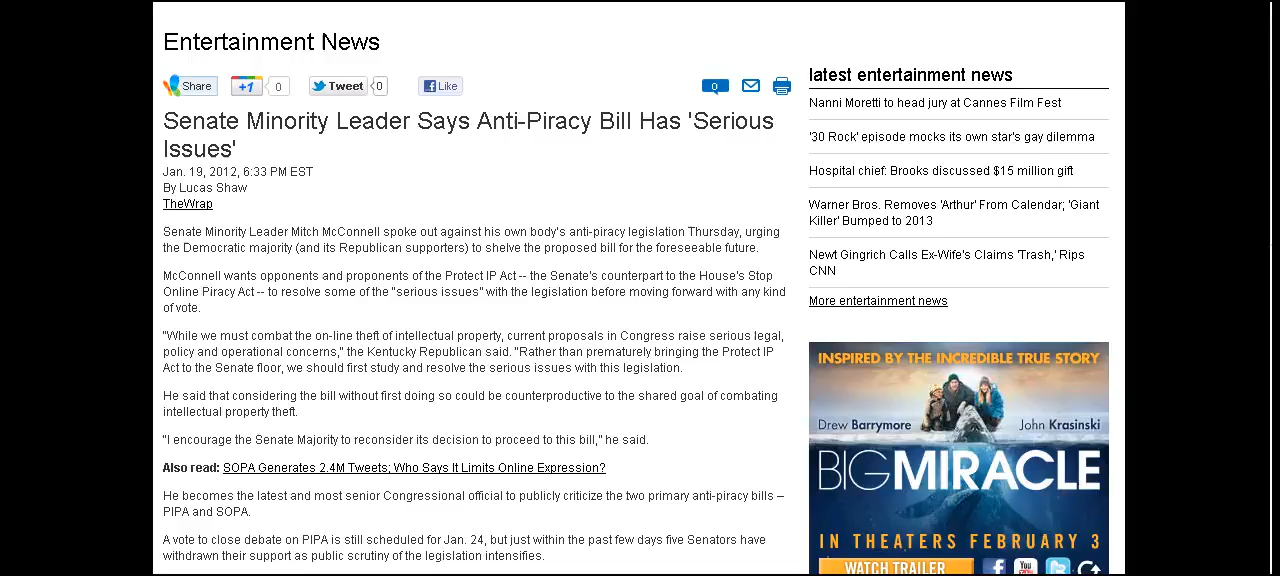 Entertainment News
Share
+1
0
Tweet
0
Like
0
Senate Minority Leader Says Anti-Piracy Bill Has 'Serious
Issues'
Jan. 19, 2012, 6:33 PM EST
By Lucas Shaw
TheWrap
Senate Minority Leader Mitch McConnell spoke out against his own body's anti-piracy legislation Thursday, urging
the Democratic majority (and its Republican supporters) to shelve the proposed bill for the foreseeable future.
McConnell wants opponents and proponents of the Protect IP Act -- the Senate's counterpart to the House's Stop
Online Piracy Act -- to resolve some of the "serious issues" with the legislation before moving forward with any kind
of vote.
"While we must combat the on-line theft of intellectual property, current proposals in Congress raise serious legal,
policy and operational concerns," the Kentucky Republican said. "Rather than prematurely bringing the Protect IP
Act to the Senate floor, we should first study and resolve the serious issues with this legislation.
He said that considering the bill without first doing so could be counterproductive to the shared goal of combating
intellectual property theft.
"I encourage the Senate Majority to reconsider its decision to proceed to this bill," he said.
Also read: SOPA Generates 2.4M Tweets; Who Says It Limits Online Expression?
He becomes the latest and most senior Congressional official to publicly criticize the two primary anti-piracy bills –
PIPA and SOPA.
A vote to close debate on PIPA is still scheduled for Jan. 24, but just within the past few days five Senators have
withdrawn their support as public scrutiny of the legislation intensifies.
latest entertainment news
Nanni Moretti to head jury at Cannes Film Fest
'30 Rock' episode mocks its own star's gay dilemma
Hospital chief: Brooks discussed $15 million gift
Warner Bros. Removes 'Arthur' From Calendar; 'Giant
Killer' Bumped to 2013
Newt Gingrich Calls Ex-Wife's Claims 'Trash,' Rips
CNN
More entertainment news
INSPIRED BY THE INCREDIBLE TRUE STORY
Drew Barrymore
John Krasinski
BIG MIRACLE
IN THEATERS FEBRUARY 3
WATCH TRAILER
You